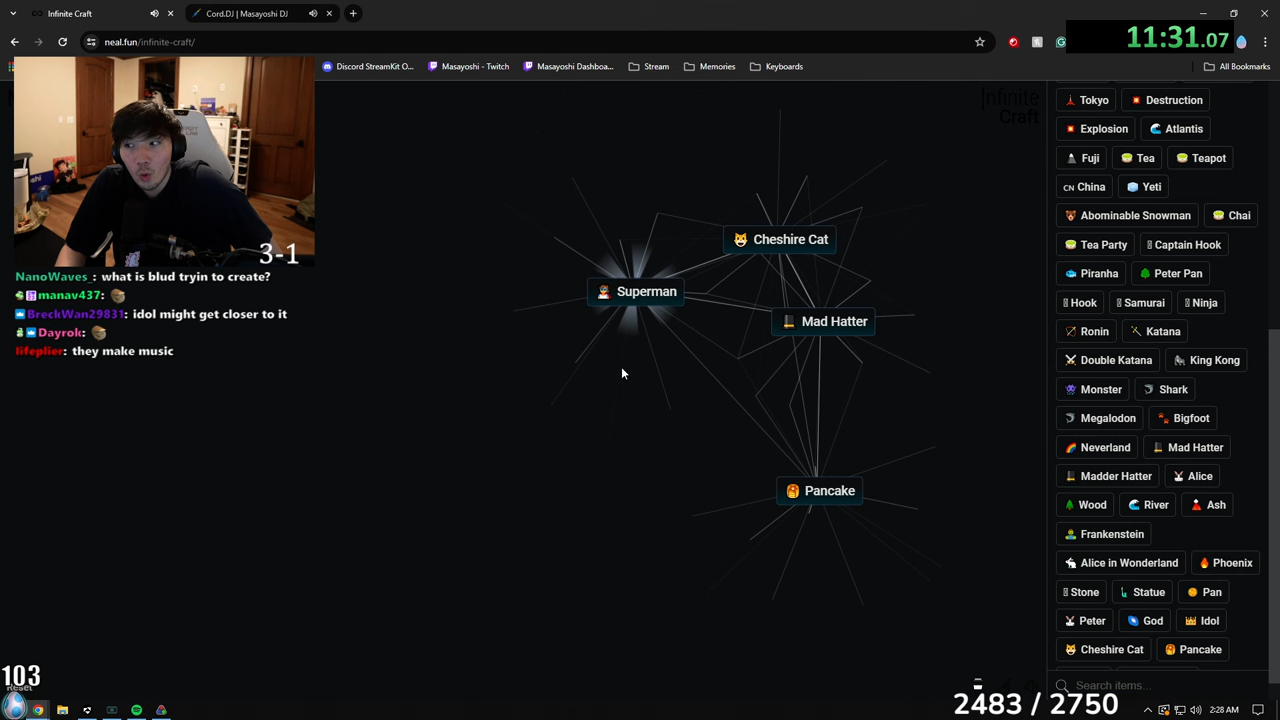 Infinite Craft
Cord.DJ | Masayoshi DJ
neal.fun/infinite-craft/
11:31.07
Discord StreamKit O...
Masayoshi - Twitch
Masayoshi Dashboa...
Stream
Memories
Keyboards
All Bookmarks
Infinite
Craft
3-1
NanoWaves_: what is blud tryin to create?
manav437:
BreckWan29831: idol might get closer to it
Dayrok:
lifeplier: they make music
Cheshire Cat
Superman
Mad Hatter
Pancake
Tokyo Destruction
Explosion Atlantis
Fuji Tea Teapot
CN China Yeti
Abominable Snowman Chai
Tea Party Captain Hook
Piranha Peter Pan
Hook Samurai Ninja
Ronin Katana
Double Katana King Kong
Monster Shark
Megalodon Bigfoot
Neverland Mad Hatter
Madder Hatter Alice
Wood River Ash
Frankenstein
Alice in Wonderland Phoenix
Stone Statue Pan
Peter God Idol
Cheshire Cat Pancake
Search items...
103
Reset
2483 / 2750
2:28 AM